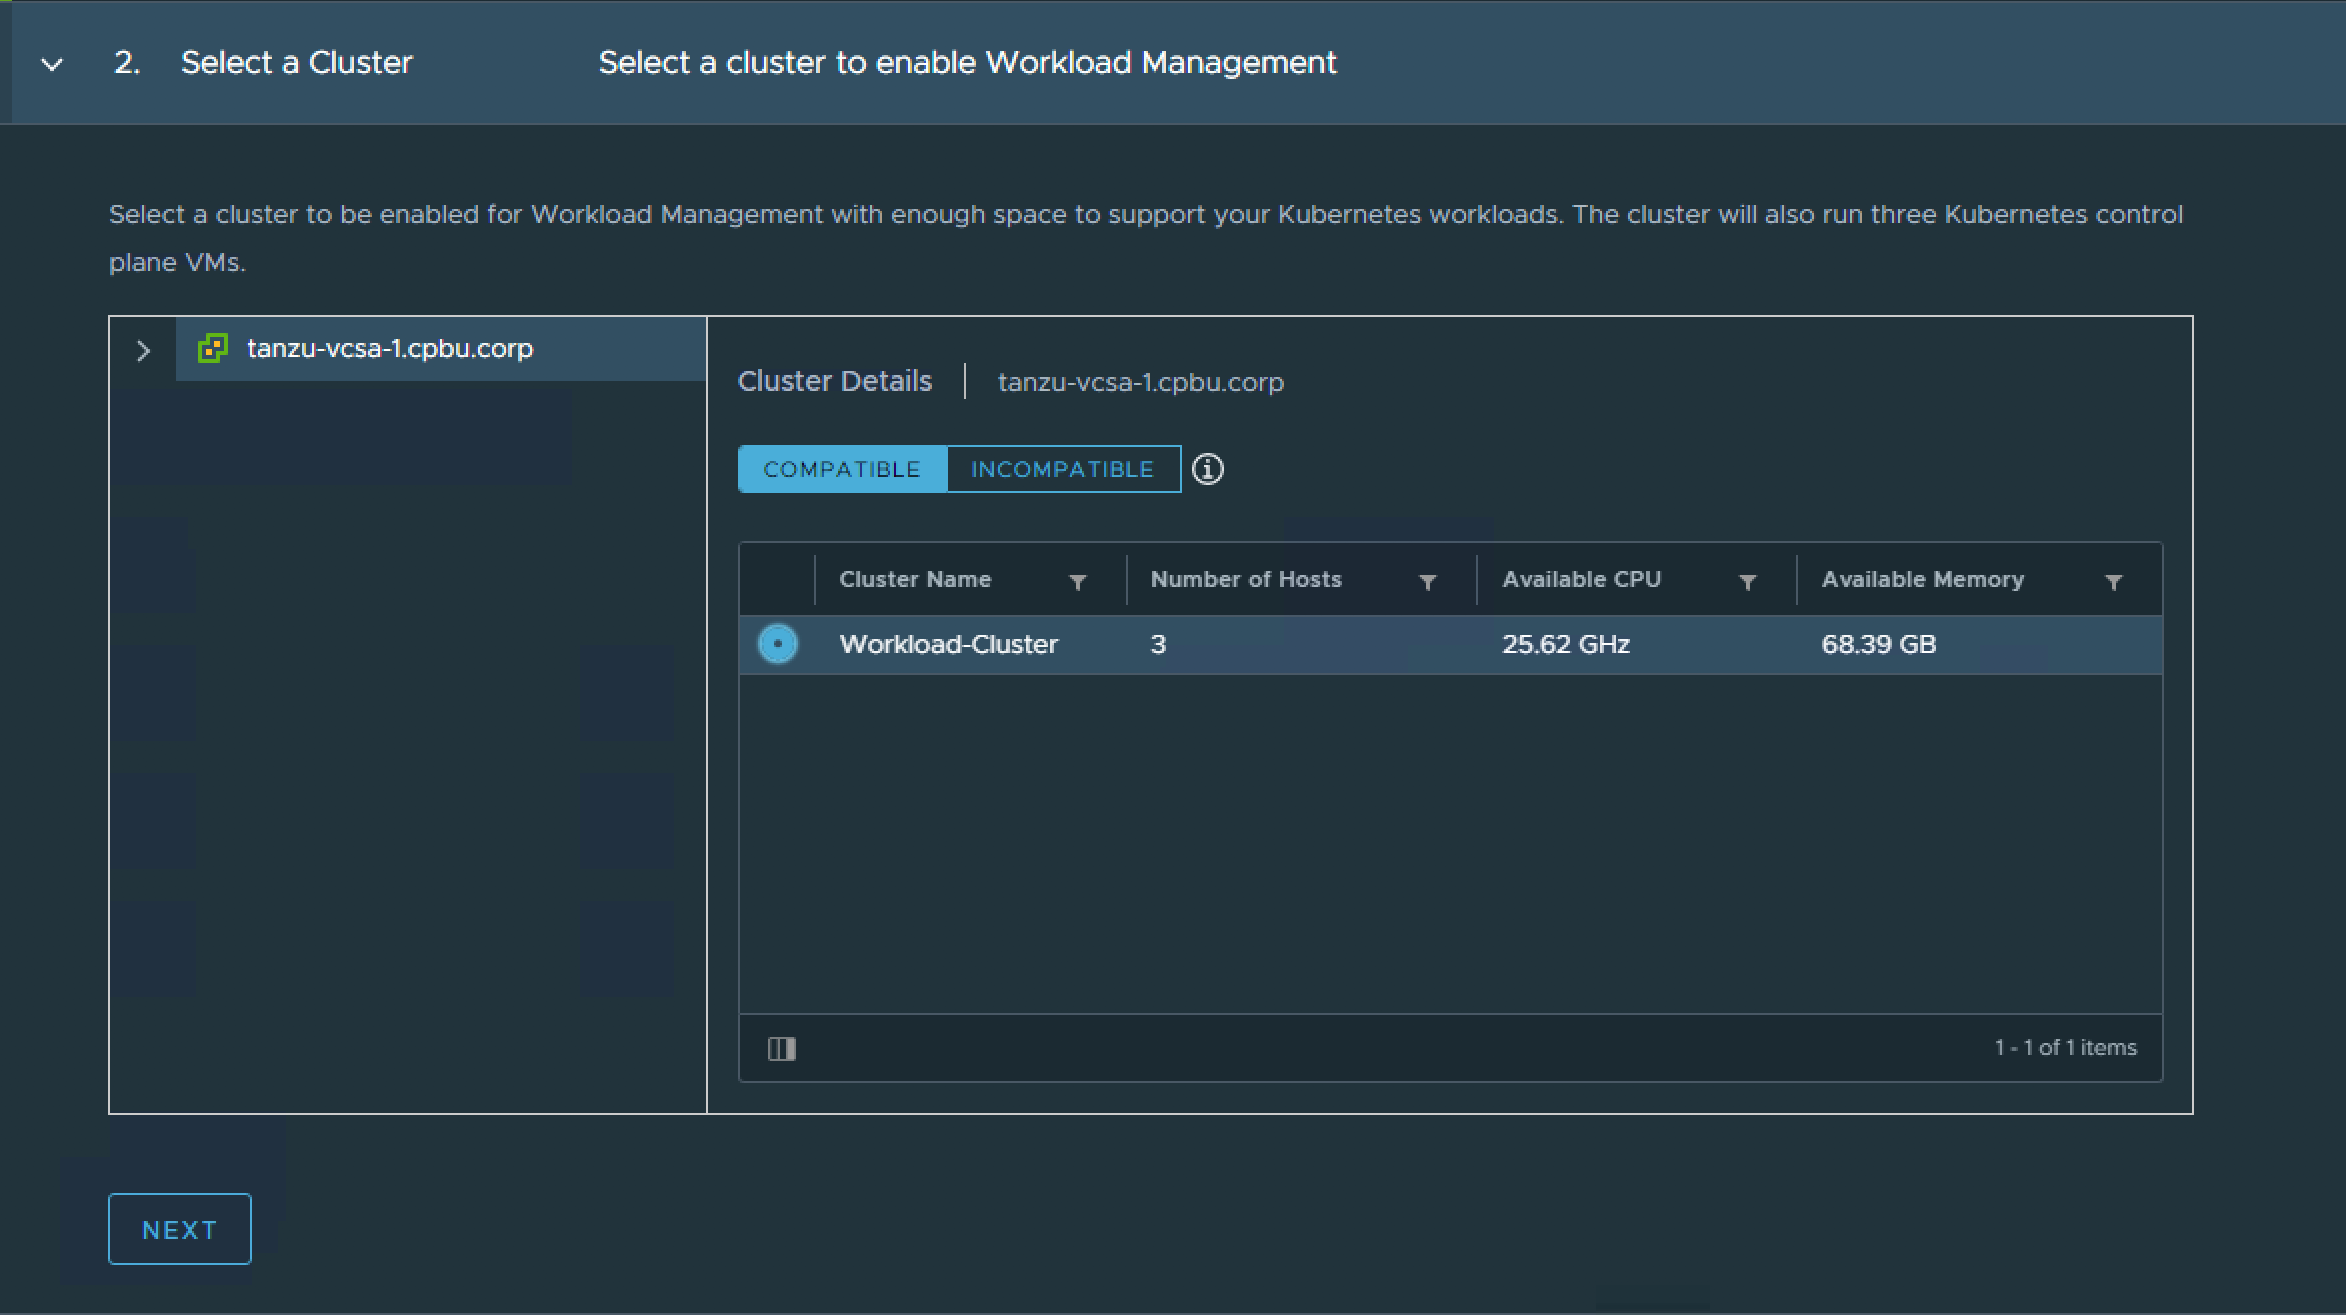 2. Select a Cluster Select a cluster to enable Workload Management
Select a cluster to be enabled for Workload Management with enough space to support your Kubernetes workloads. The cluster will also run three Kubernetes control
plane VMs.
tanzu-vcsa-1.cpbu.corp
Cluster Details tanzu-vcsa-1.cpbu.corp
COMPATIBLE INCOMPATIBLE
Cluster Name Number of Hosts Available CPU Available Memory
Workload-Cluster 3 25.62 GHz 68.39 GB
1 - 1 of 1 items
NEXT